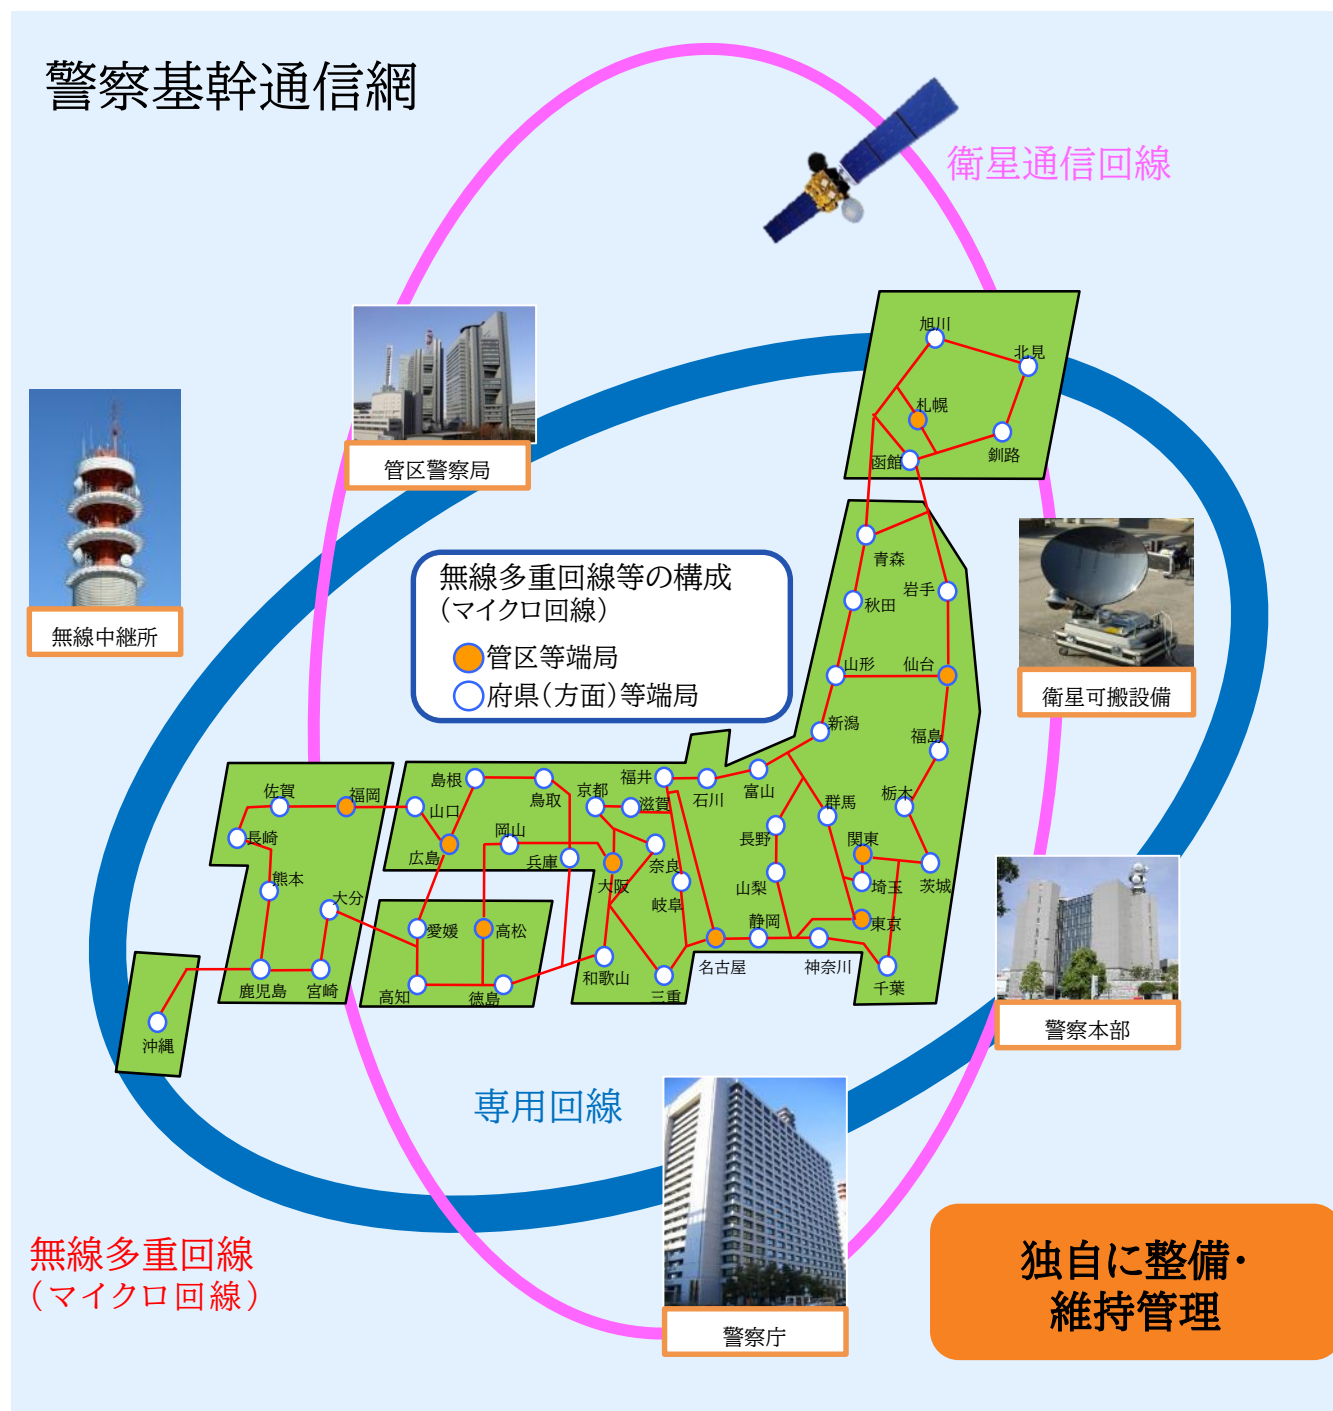 警察基幹通信網
衛星通信回線
管区警察局
無線中継所
無線多重回線等の構成
（マイクロ回線）
管区等端局
府県（方面）等端局
衛星可搬設備
旭川
北見
札幌
函館
釧路
青森
岩手
秋田
山形
仙台
新潟
福島
福井
石川
富山
群馬
栃木
長野
関東
山梨
埼玉
茨城
静岡
東京
名古屋
神奈川
千葉
島根
鳥取
京都
滋賀
山口
岡山
広島
兵庫
大阪
奈良
岐阜
和歌山
三重
佐賀
福岡
長崎
熊本
大分
愛媛
高松
鹿児島
宮崎
高知
徳島
沖縄
警察本部
専用回線
警察庁
無線多重回線
（マイクロ回線）
独自に整備・
維持管理